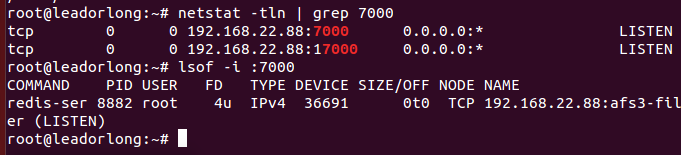 root@leadorlong:~# netstat -tln | grep 7000
tcp        0      0 192.168.22.88:7000      0.0.0.0:*               LISTEN
tcp        0      0 192.168.22.88:17000     0.0.0.0:*               LISTEN
root@leadorlong:~# lsof -i :7000
COMMAND    PID USER   FD   TYPE DEVICE SIZE/OFF NODE NAME
redis-ser 8882 root    4u  IPv4  36691      0t0  TCP 192.168.22.88:afs3-fil
er (LISTEN)
root@leadorlong:~#